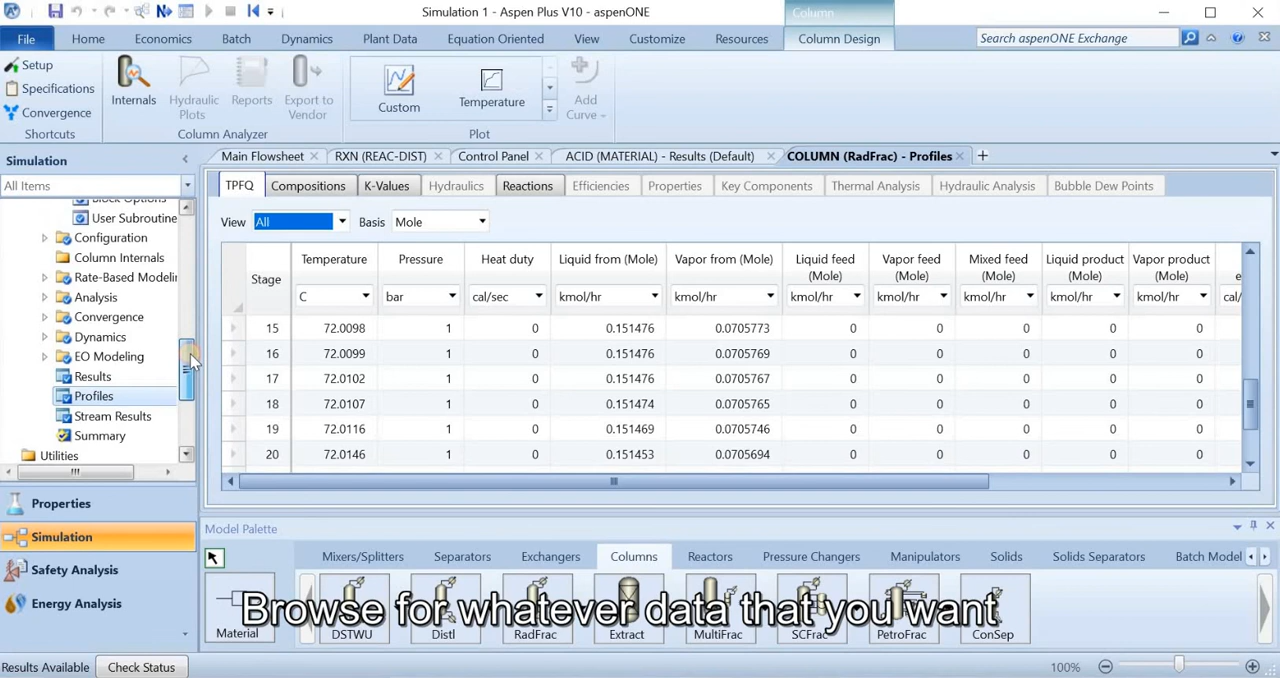 Simulation 1 - Aspen Plus V10 - aspenONE
Column
File Home Economics Batch Dynamics Plant Data Equation Oriented View Customize Resources Column Design Search aspenONE Exchange
Setup
Specifications
Convergence
Shortcuts
Internals
Hydraulic Plots
Reports
Export to Vendor
Column Analyzer
Custom
Temperature
Plot
Add Curve
Simulation
All Items
Block Options
User Subroutine
Configuration
Column Internals
Rate-Based Modelin
Analysis
Convergence
Dynamics
EO Modeling
Results
Profiles
Stream Results
Summary
Utilities
Properties
Simulation
Safety Analysis
Energy Analysis
Main Flowsheet RXN (REAC-DIST) Control Panel ACID (MATERIAL) - Results (Default) COLUMN (RadFrac) - Profiles
TPFQ Compositions K-Values Hydraulics Reactions Efficiencies Properties Key Components Thermal Analysis Hydraulic Analysis Bubble Dew Points
View All Basis Mole
Stage Temperature Pressure Heat duty Liquid from (Mole) Vapor from (Mole) Liquid feed (Mole) Vapor feed (Mole) Mixed feed (Mole) Liquid product (Mole) Vapor product (Mole) e
C bar cal/sec kmol/hr kmol/hr kmol/hr kmol/hr kmol/hr kmol/hr kmol/hr cal/
15 72.0098 1 0 0.151476 0.0705773 0 0 0 0 0
16 72.0099 1 0 0.151476 0.0705769 0 0 0 0 0
17 72.0102 1 0 0.151476 0.0705767 0 0 0 0 0
18 72.0107 1 0 0.151474 0.0705765 0 0 0 0 0
19 72.0116 1 0 0.151469 0.0705746 0 0 0 0 0
20 72.0146 1 0 0.151453 0.0705694 0 0 0 0 0
Model Palette
Mixers/Splitters Separators Exchangers Columns Reactors Pressure Changers Manipulators Solids Solids Separators Batch Model
Material DSTWU Distl RadFrac Extract MultiFrac SCFrac PetroFrac ConSep
Browse for whatever data that you want
Results Available Check Status 100%